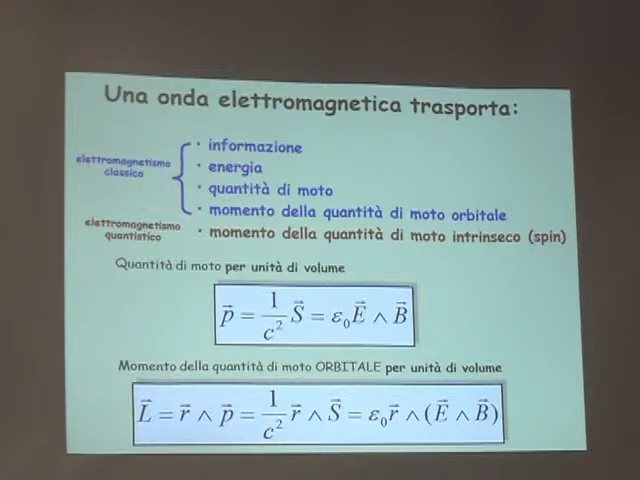 Una onda elettromagnetica trasporta:
elettromagnetismo
classico
• informazione
• energia
• quantità di moto
• momento della quantità di moto orbitale
elettromagnetismo
quantistico
• momento della quantità di moto intrinseco (spin)
Quantità di moto per unità di volume
p⃗ = 1/c² S⃗ = ε₀E⃗ ∧ B⃗
Momento della quantità di moto ORBITALE per unità di volume
L⃗ = r⃗ ∧ p⃗ = 1/c² r⃗ ∧ S⃗ = ε₀r⃗ ∧ (E⃗ ∧ B⃗)